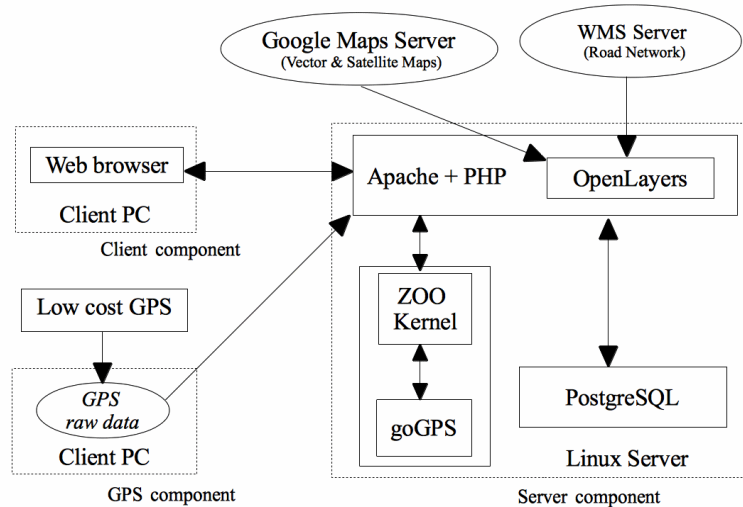 Google Maps Server
(Vector & Satellite Maps)
WMS Server
(Road Network)
Web browser
Client PC
Client component
Apache + PHP
OpenLayers
Low cost GPS
GPS
raw data
Client PC
GPS component
ZOO
Kernel
goGPS
PostgreSQL
Linux Server
Server component